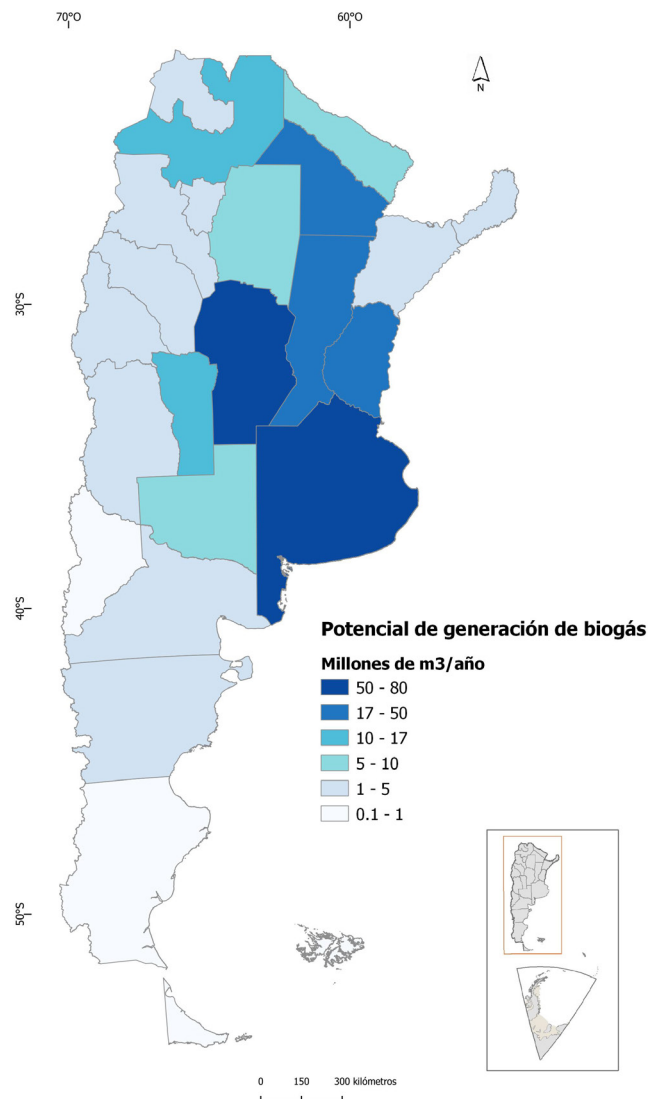 70°O
60°O
N
30°S
40°S
Potencial de generación de biogás
Millones de m3/año
50 - 80
17 - 50
10 - 17
5 - 10
1 - 5
0.1 - 1
50°S
0 150 300 kilómetros